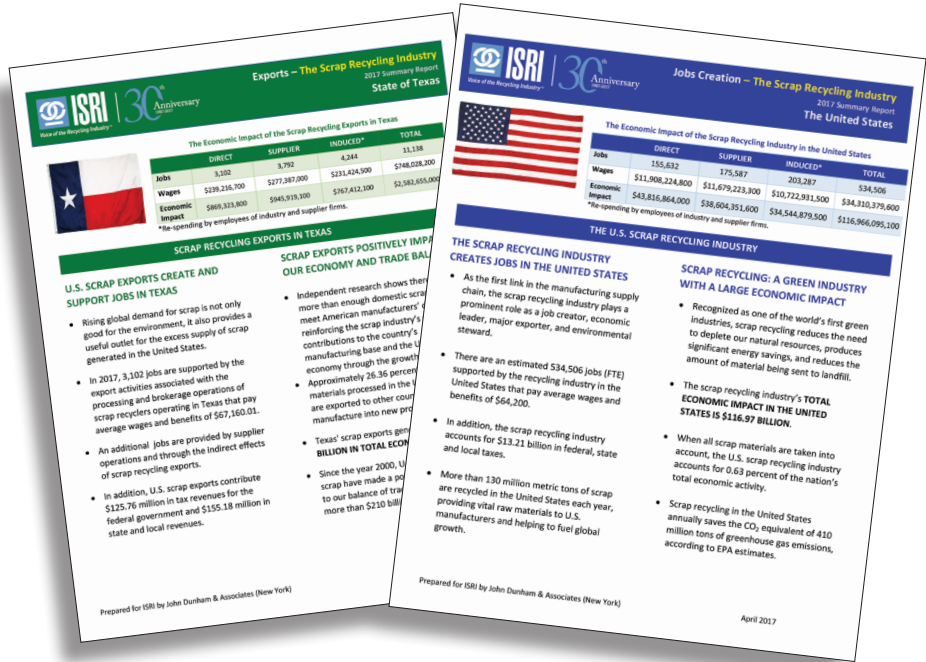 ISRI
Voice of the Recycling Industry™
30th
Anniversary
1987-2017
Exports – The Scrap Recycling Industry
2017 Summary Report
State of Texas
The Economic Impact of the Scrap Recycling Exports in Texas
DIRECT SUPPLIER INDUCED* TOTAL
Jobs 3,102 3,792 4,244 11,138
Wages $239,216,700 $277,387,000 $231,424,500 $748,028,200
Economic Impact $869,323,800 $945,919,100 $767,412,100 $2,582,655,000
*Re-spending by employees of industry and supplier firms.
SCRAP RECYCLING EXPORTS IN TEXAS
U.S. SCRAP EXPORTS CREATE AND
SUPPORT JOBS IN TEXAS
• Rising global demand for scrap is not only
good for the environment, it also provides a
useful outlet for the excess supply of scrap
generated in the United States.
• In 2017, 3,102 jobs are supported by the
export activities associated with the
processing and brokerage operations of
scrap recyclers operating in Texas that pay
average wages and benefits of $67,160.01.
• An additional jobs are provided by supplier
operations and through the indirect effects
of scrap recycling exports.
• In addition, U.S. scrap exports contribute
$125.76 million in tax revenues for the
federal government and $155.18 million in
state and local revenues.
SCRAP EXPORTS POSITIVELY IMPA
OUR ECONOMY AND TRADE BAL
• Independent research shows there
more than enough domestic scra
meet American manufacturers'
reinforcing the scrap industry's
contributions to the country's
manufacturing base and the U
economy through the growth
• Approximately 26.36 percen
materials processed in the U
are exported to other coun
manufacture into new pro
• Texas' scrap exports gen
BILLION IN TOTAL ECON
• Since the year 2000, U
scrap have made a po
to our balance of trad
more than $210 billi
Prepared for ISRI by John Dunham & Associates (New York)
ISRI
Voice of the Recycling Industry™
30th
Anniversary
1987-2017
Jobs Creation – The Scrap Recycling Industry
2017 Summary Report
The United States
The Economic Impact of the Scrap Recycling Industry in the United States
DIRECT SUPPLIER INDUCED* TOTAL
Jobs 155,632 175,587 203,287 534,506
Wages $11,908,224,800 $11,679,223,300 $10,722,931,500 $34,310,379,600
Economic Impact $43,816,864,000 $38,604,351,600 $34,544,879,500 $116,966,095,100
*Re-spending by employees of industry and supplier firms.
THE U.S. SCRAP RECYCLING INDUSTRY
THE SCRAP RECYCLING INDUSTRY
CREATES JOBS IN THE UNITED STATES
• As the first link in the manufacturing supply
chain, the scrap recycling industry plays a
prominent role as a job creator, economic
leader, major exporter, and environmental
steward.
• There are an estimated 534,506 jobs (FTE)
supported by the recycling industry in the
United States that pay average wages and
benefits of $64,200.
• In addition, the scrap recycling industry
accounts for $13.21 billion in federal, state
and local taxes.
• More than 130 million metric tons of scrap
are recycled in the United States each year,
providing vital raw materials to U.S.
manufacturers and helping to fuel global
growth.
SCRAP RECYCLING: A GREEN INDUSTRY
WITH A LARGE ECONOMIC IMPACT
• Recognized as one of the world's first green
industries, scrap recycling reduces the need
to deplete our natural resources, produces
significant energy savings, and reduces the
amount of material being sent to landfill.
• The scrap recycling industry's TOTAL
ECONOMIC IMPACT IN THE UNITED
STATES IS $116.97 BILLION.
• When all scrap materials are taken into
account, the U.S. scrap recycling industry
accounts for 0.63 percent of the nation's
total economic activity.
• Scrap recycling in the United States
annually saves the CO₂ equivalent of 410
million tons of greenhouse gas emissions,
according to EPA estimates.
Prepared for ISRI by John Dunham & Associates (New York)
April 2017